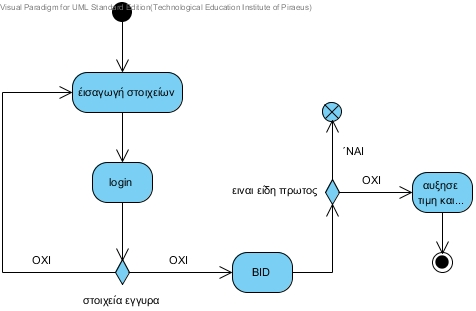 Visual Paradigm for UML Standard Edition(Technological Education Institute of Piraeus)
έισαγωγή στοιχείων
΄ΝΑΙ
login
ΟΧΙ
αυξησε
τιμη και...
ειναι είδη πρωτος
ΟΧΙ
ΟΧΙ
BID
στοιχεία εγγυρα